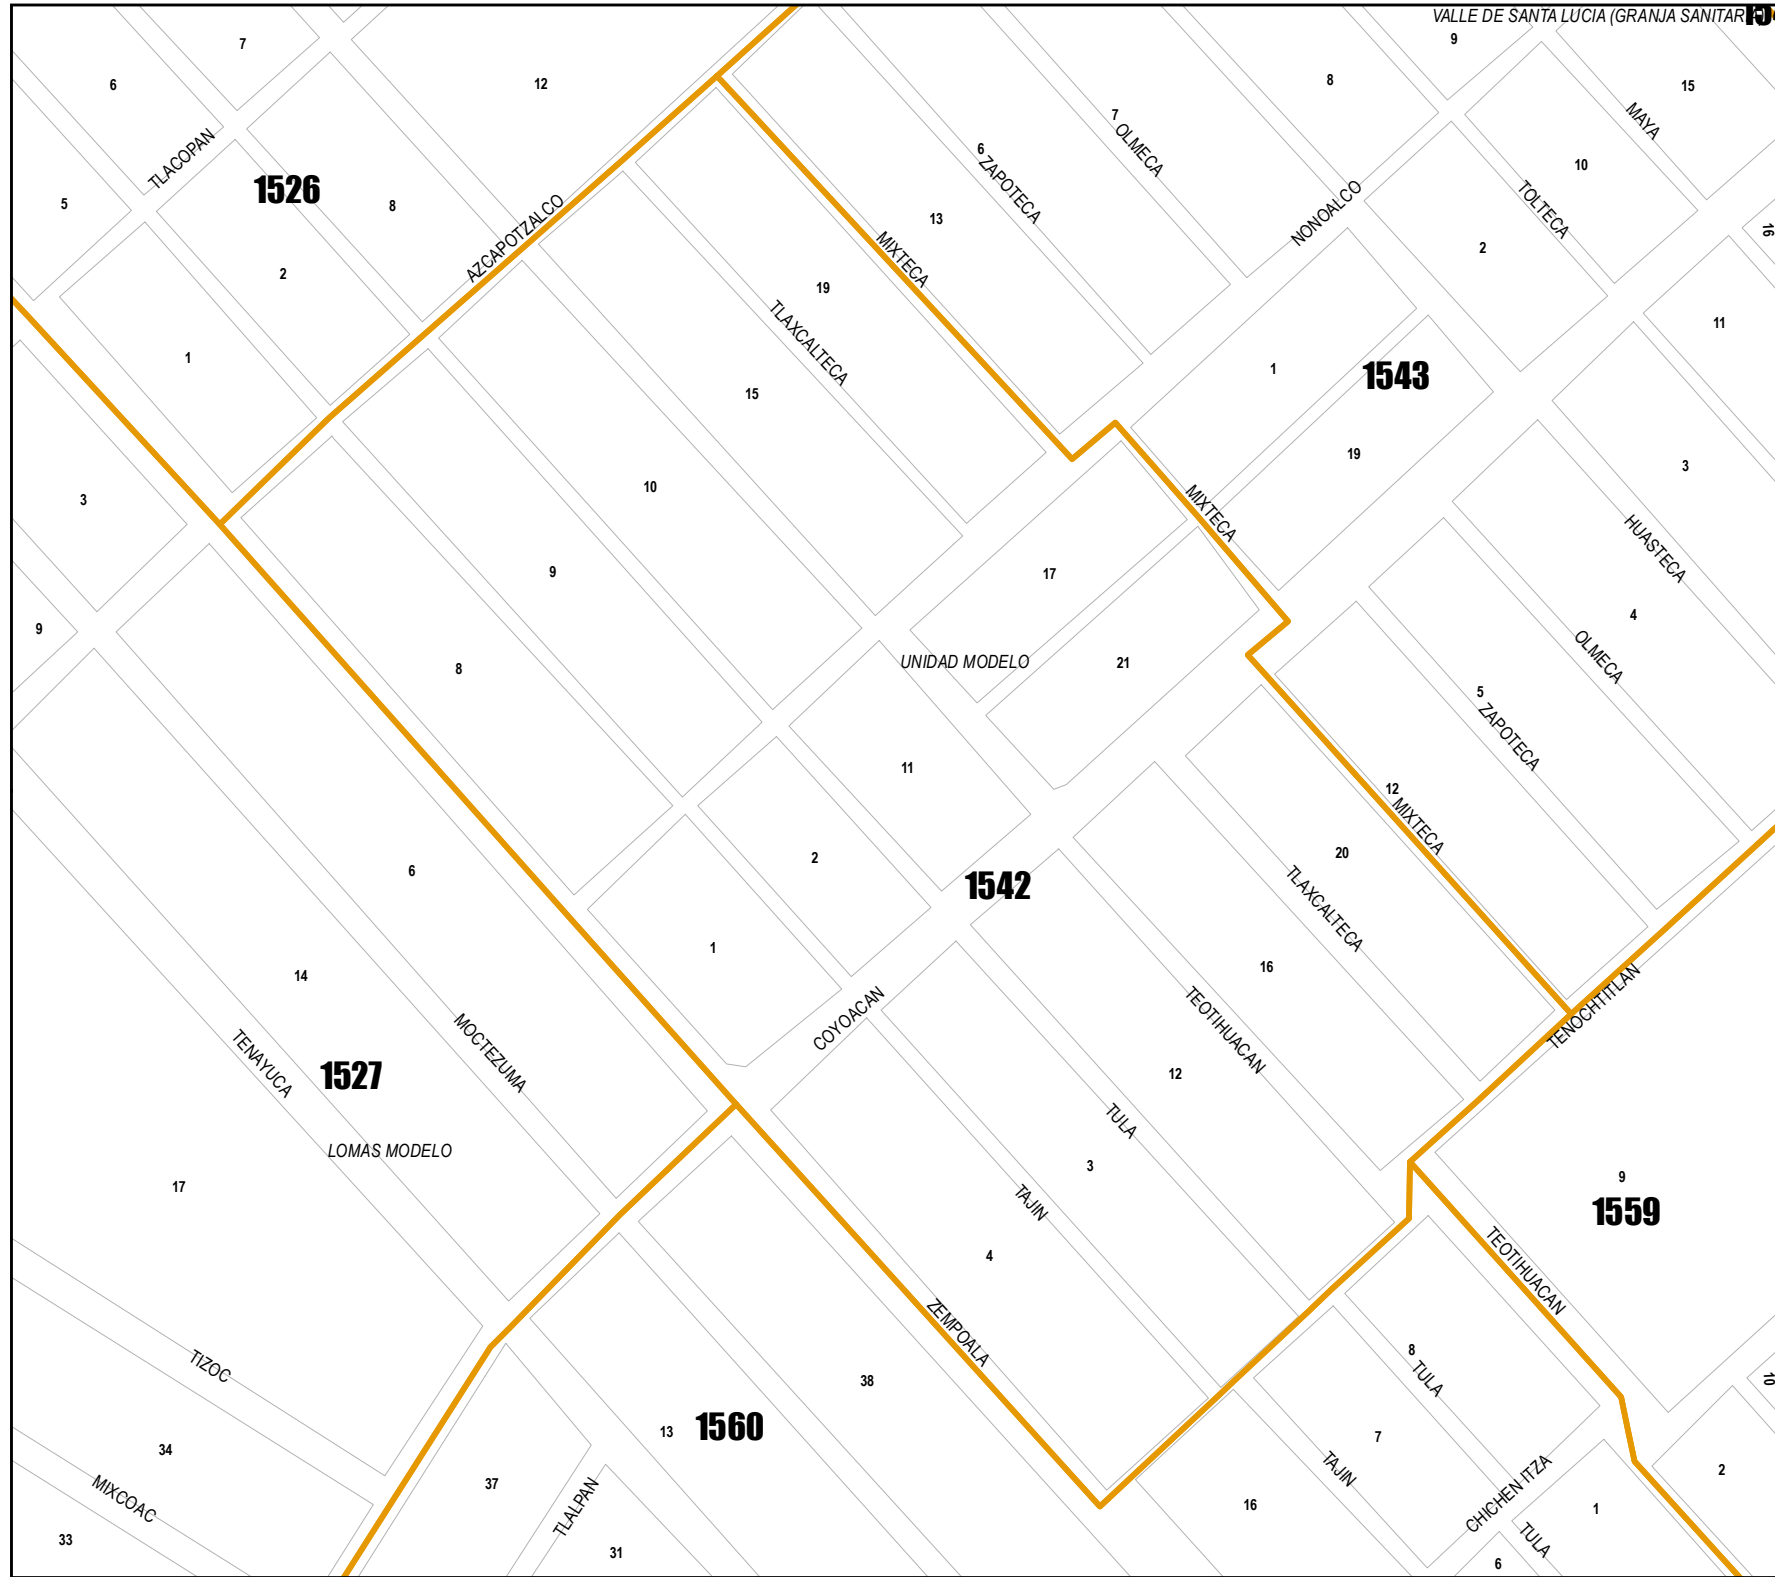 VALLE DE SANTA LUCIA (GRANJA SANITAR
15
7
9
6
12
8
15
7
MAYA
TLACOPAN
OLMECA
6
10
1526
ZAPOTECA
5
8
AZCAPOTZALCO
NONOALCO
TOLTECA
13
16
MIXTECA
2
2
19
11
TLAXCALTECA
1
1
1543
15
19
3
10
3
MIXTECA
HUASTECA
9
17
9
4
OLMECA
8
UNIDAD MODELO
21
5
ZAPOTECA
11
12
MIXTECA
2
20
6
1542
TLAXCALTECA
1
16
14
COYOACAN
TEOTIHUACAN
TENOCHTITLAN
MOCTEZUMA
TENAYUCA
1527
12
TULA
LOMAS MODELO
3
17
TAJIN
9
1559
4
TEOTIHUACAN
ZEMPOALA
TIZOC
8
TULA
38
10
13
1560
7
34
TAJIN
2
MIXCOAC
37
CHICHEN ITZA
TLALPAN
16
1
33
TULA
31
6